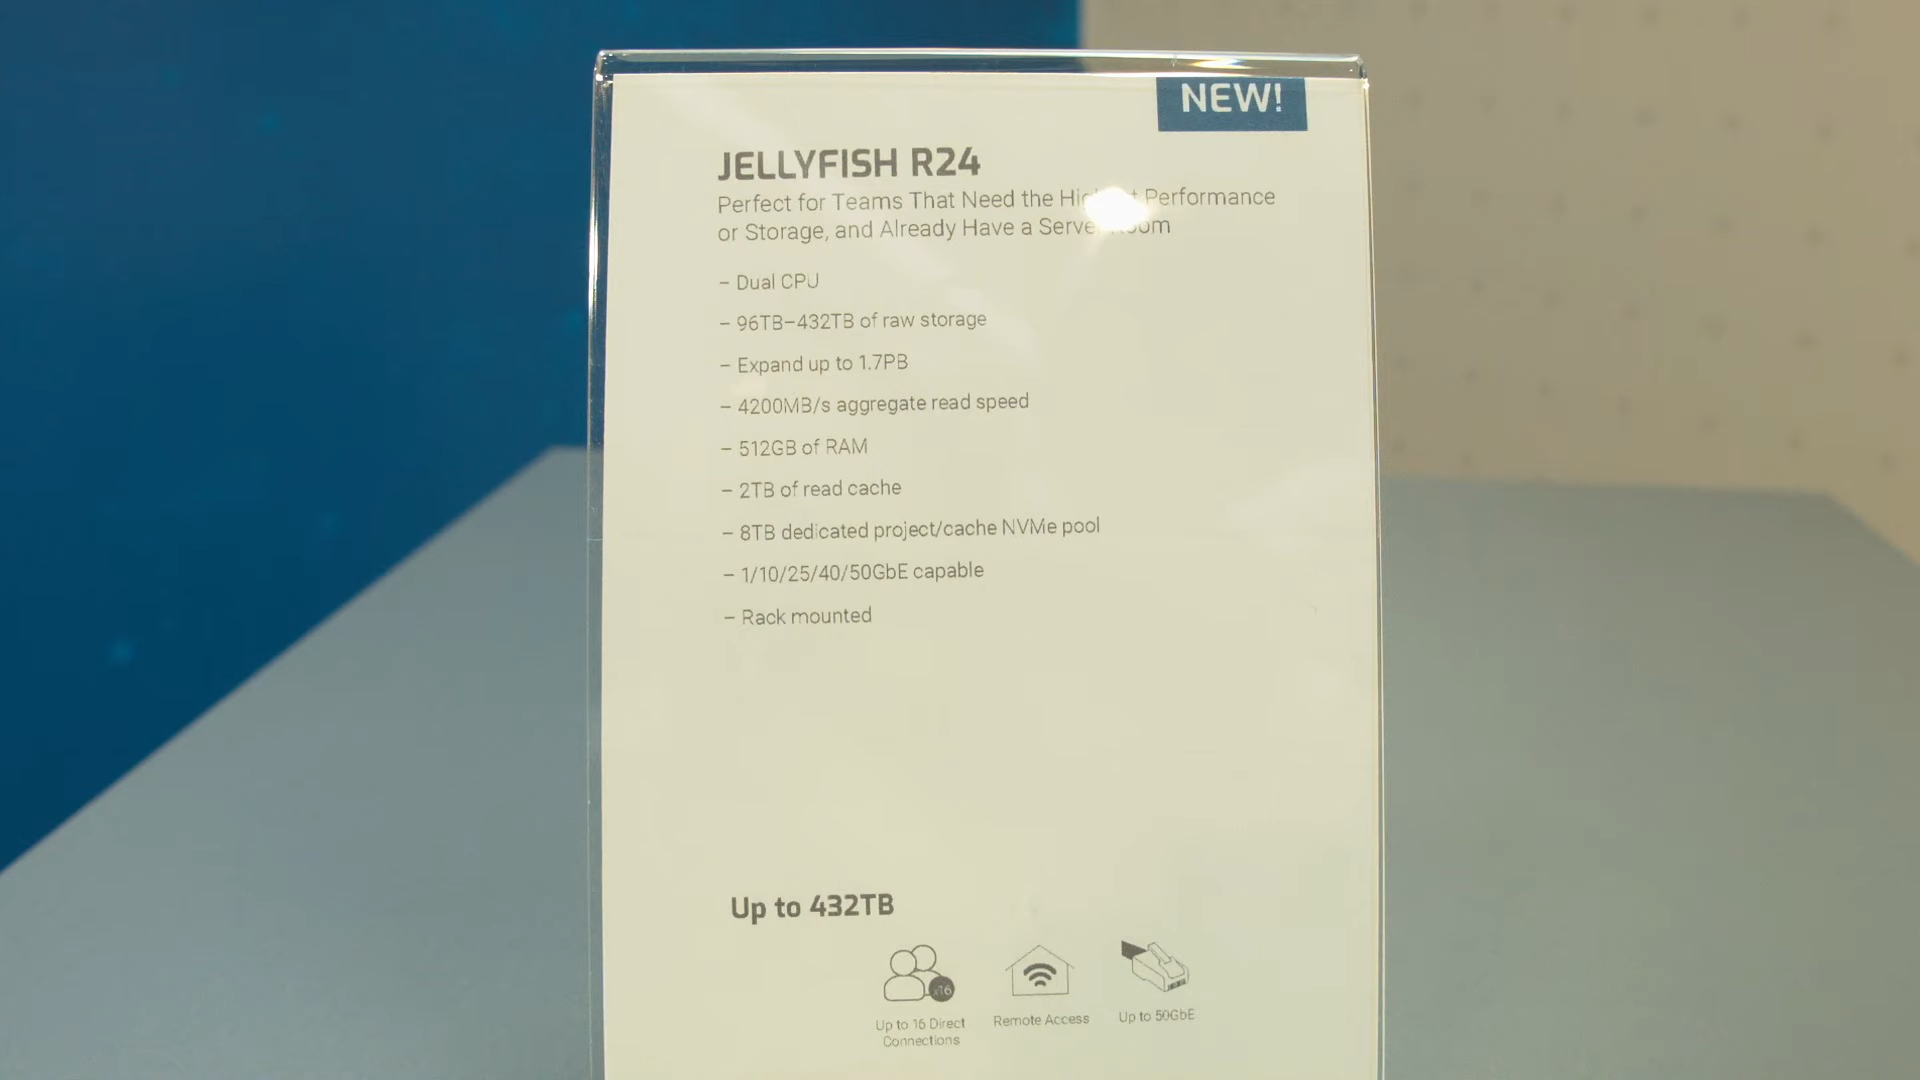 NEW!
JELLYFISH R24
Perfect for Teams That Need the Performance
or Storage, and Already Have a Server Room
– Dual CPU
– 96TB–432TB of raw storage
– Expand up to 1.7PB
– 4200MB/s aggregate read speed
– 512GB of RAM
– 2TB of read cache
– 8TB dedicated project/cache NVMe pool
– 1/10/25/40/50GbE capable
– Rack mounted
Up to 432TB
x16
Up to 16 Direct
Connections
Remote Access
Up to 50GbE